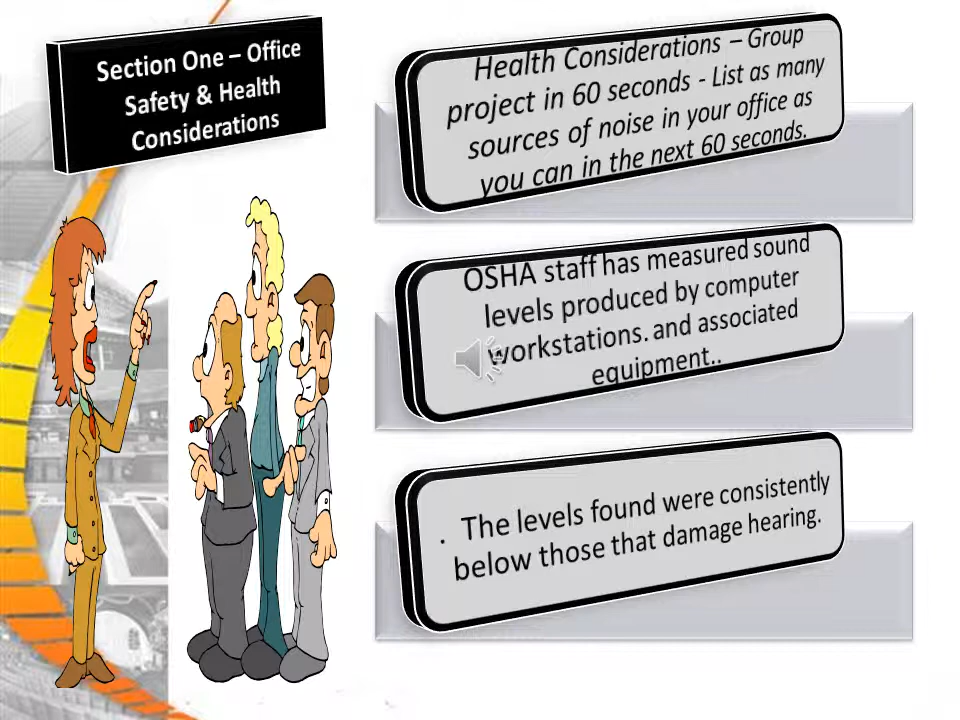 Section One – Office
Safety & Health
Considerations
Health Considerations – Group
project in 60 seconds - List as many
sources of noise in your office as
you can in the next 60 seconds.
OSHA staff has measured sound
levels produced by computer
workstations. and associated
equipment..
. The levels found were consistently
below those that damage hearing.